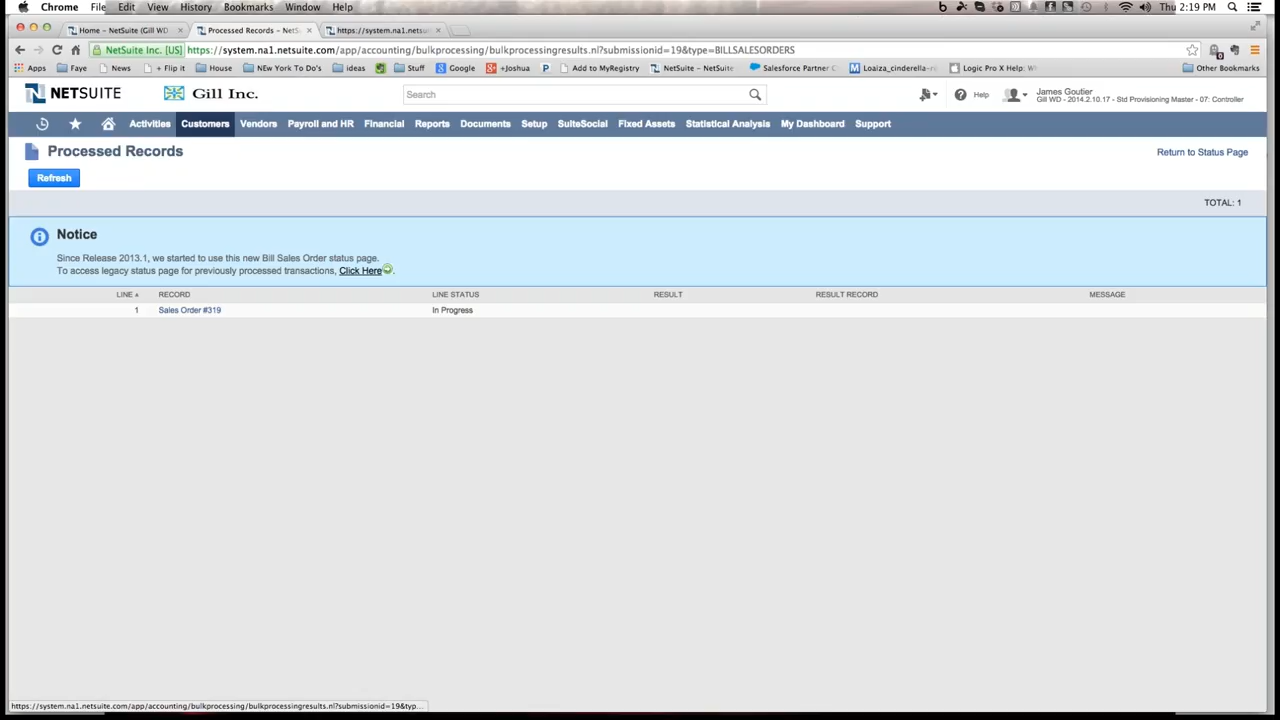 Chrome File Edit View History Bookmarks Window Help Thu 2:19 PM
Home – NetSuite (Gill WD Processed Records – NetS https://system.na1.netsuite.c
NetSuite Inc. [US] https://system.na1.netsuite.com/app/accounting/bulkprocessing/bulkprocessingresults.nl?submissionid=19&type=BILLSALESORDERS
Apps Faye News + Flip it House NEw York To Do's ideas Stuff Google +Joshua Add to MyRegistry NetSuite – NetSuite Salesforce Partner C Loaiza_cinderella-r Logic Pro X Help: W Other Bookmarks
NETSUITE Gill Inc. Search Help James Goutier
Gill WD - 2014.2.10.17 - Std Provisioning Master - 07: Controller
Activities Customers Vendors Payroll and HR Financial Reports Documents Setup SuiteSocial Fixed Assets Statistical Analysis My Dashboard Support
Processed Records Return to Status Page
Refresh
TOTAL: 1
Notice
Since Release 2013.1, we started to use this new Bill Sales Order status page.
To access legacy status page for previously processed transactions, Click Here .
LINE RECORD LINE STATUS RESULT RESULT RECORD MESSAGE
1 Sales Order #319 In Progress
https://system.na1.netsuite.com/app/accounting/bulkprocessing/bulkprocessingresults.nl?submissionid=19&typ...